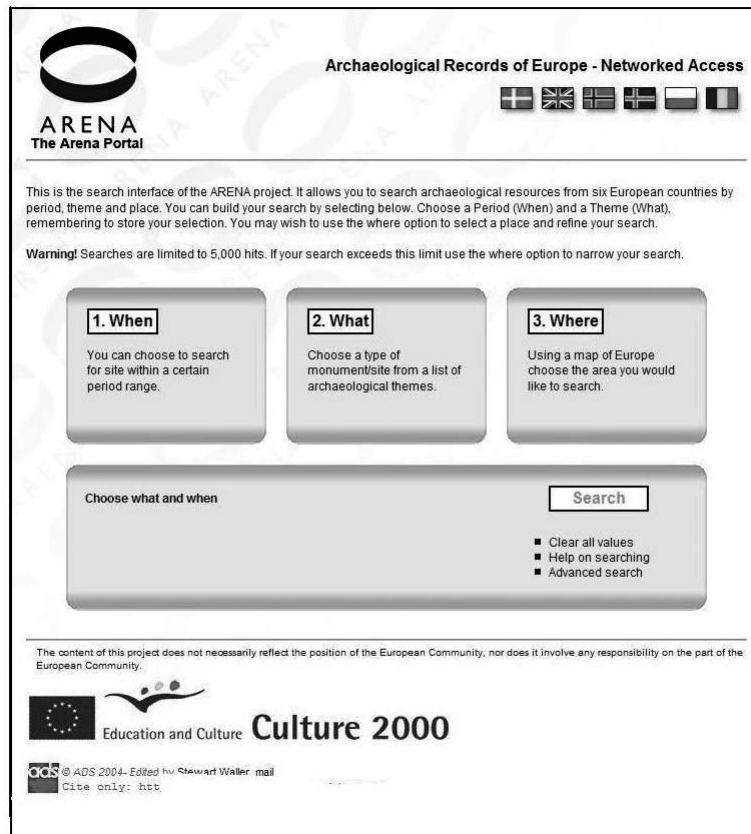 Archaeological Records of Europe - Networked Access
ARENA
The Arena Portal
This is the search interface of the ARENA project. It allows you to search archaeological resources from six European countries by
period, theme and place. You can build your search by selecting below. Choose a Period (When) and a Theme (What),
remembering to store your selection. You may wish to use the where option to select a place and refine your search.
Warning! Searches are limited to 5,000 hits. If your search exceeds this limit use the where option to narrow your search.
1. When
You can choose to search
for site within a certain
period range.
2. What
Choose a type of
monument/site from a list of
archaeological themes.
3. Where
Using a map of Europe
choose the area you would
like to search.
Choose what and when
Search
Clear all values
Help on searching
Advanced search
The content of this project does not necessarily reflect the position of the European Community, nor does it involve any responsibility on the part of the
European Community.
Education and Culture Culture 2000
ads © ADS 2004- Edited by Stewart Waller mail
Cite only: htt